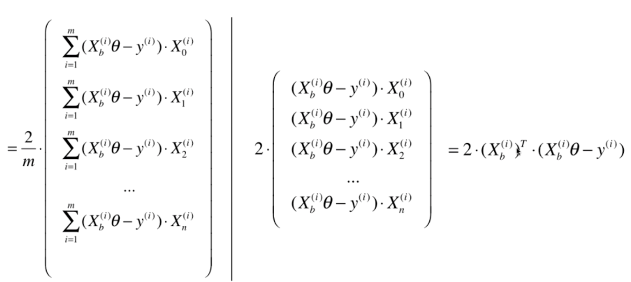 = \frac{2}{m} \cdot \begin{pmatrix} \sum_{i=1}^{m} (X_b^{(i)}\theta - y^{(i)}) \cdot X_0^{(i)} \\ \sum_{i=1}^{m} (X_b^{(i)}\theta - y^{(i)}) \cdot X_1^{(i)} \\ \sum_{i=1}^{m} (X_b^{(i)}\theta - y^{(i)}) \cdot X_2^{(i)} \\ ... \\ \sum_{i=1}^{m} (X_b^{(i)}\theta - y^{(i)}) \cdot X_n^{(i)} \end{pmatrix}
2 \cdot \begin{pmatrix} (X_b^{(i)}\theta - y^{(i)}) \cdot X_0^{(i)} \\ (X_b^{(i)}\theta - y^{(i)}) \cdot X_1^{(i)} \\ (X_b^{(i)}\theta - y^{(i)}) \cdot X_2^{(i)} \\ ... \\ (X_b^{(i)}\theta - y^{(i)}) \cdot X_n^{(i)} \end{pmatrix} = 2 \cdot (X_b^{(i)})^T \cdot (X_b^{(i)}\theta - y^{(i)})